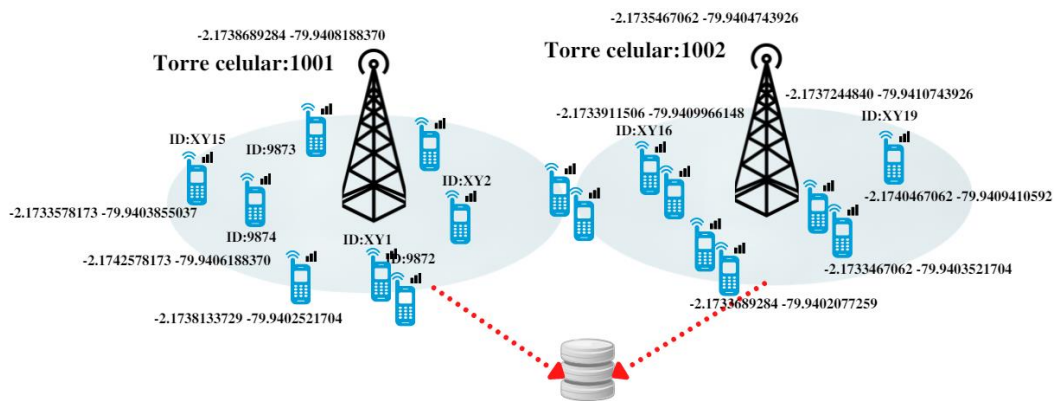 -2.1738689284 -79.9408188370
-2.1735467062 -79.9404743926
Torre celular:1001
Torre celular:1002
-2.1737244840 -79.9410743926
-2.1733911506 -79.9409966148
ID:XY15
ID:9873
ID:XY16
ID:XY19
ID:XY2
-2.1733578173 -79.9403855037
-2.1740467062 -79.9409410592
ID:9874
ID:XY1
ID:9872
-2.1742578173 -79.9406188370
-2.1733467062 -79.9403521704
-2.1733689284 -79.9402077259
-2.1738133729 -79.9402521704